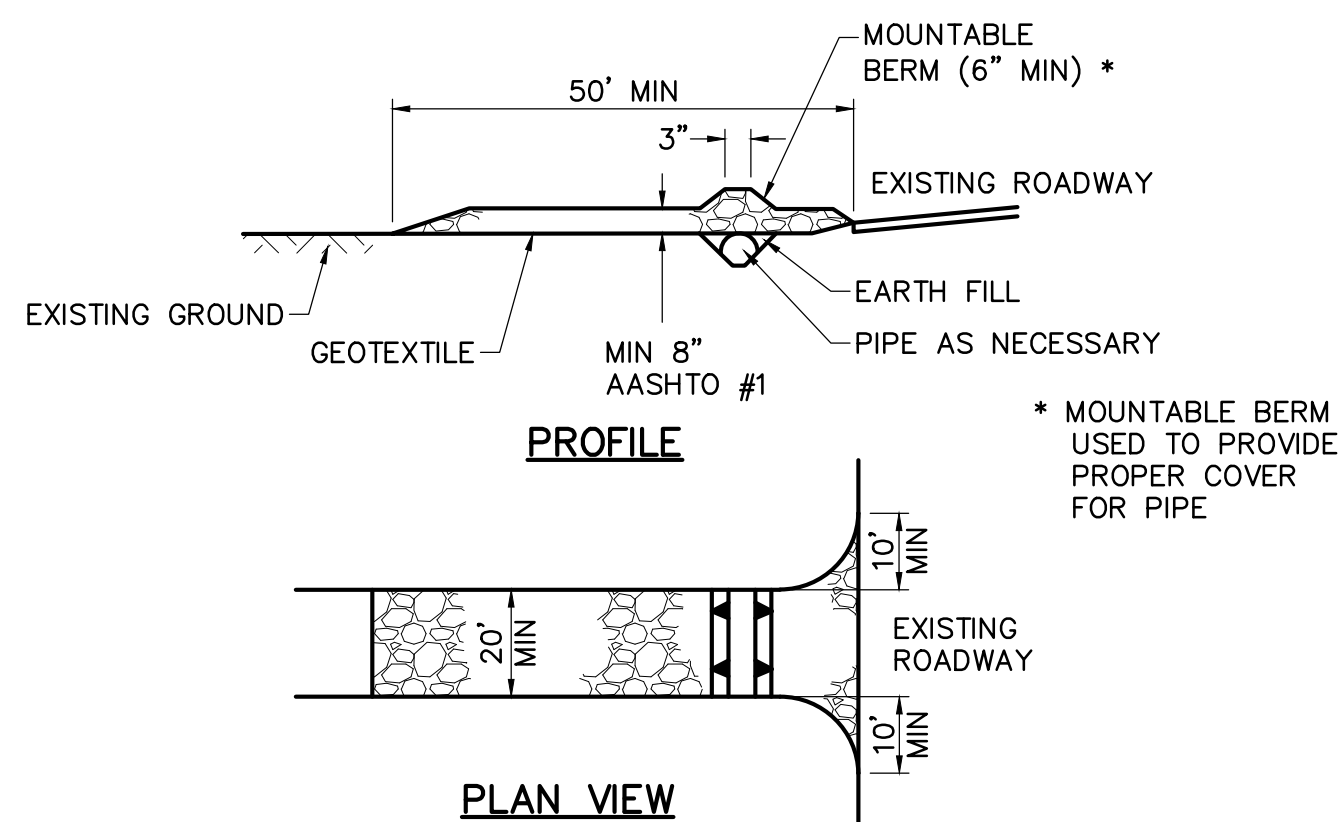 MOUNTABLE
BERM (6" MIN) *
50' MIN
3"
EXISTING ROADWAY
EXISTING GROUND
GEOTEXTILE
MIN 8"
AASHTO #1
EARTH FILL
PIPE AS NECESSARY
PROFILE
* MOUNTABLE BERM
USED TO PROVIDE
PROPER COVER
FOR PIPE
10'
MIN
20'
MIN
EXISTING
ROADWAY
10'
MIN
PLAN VIEW